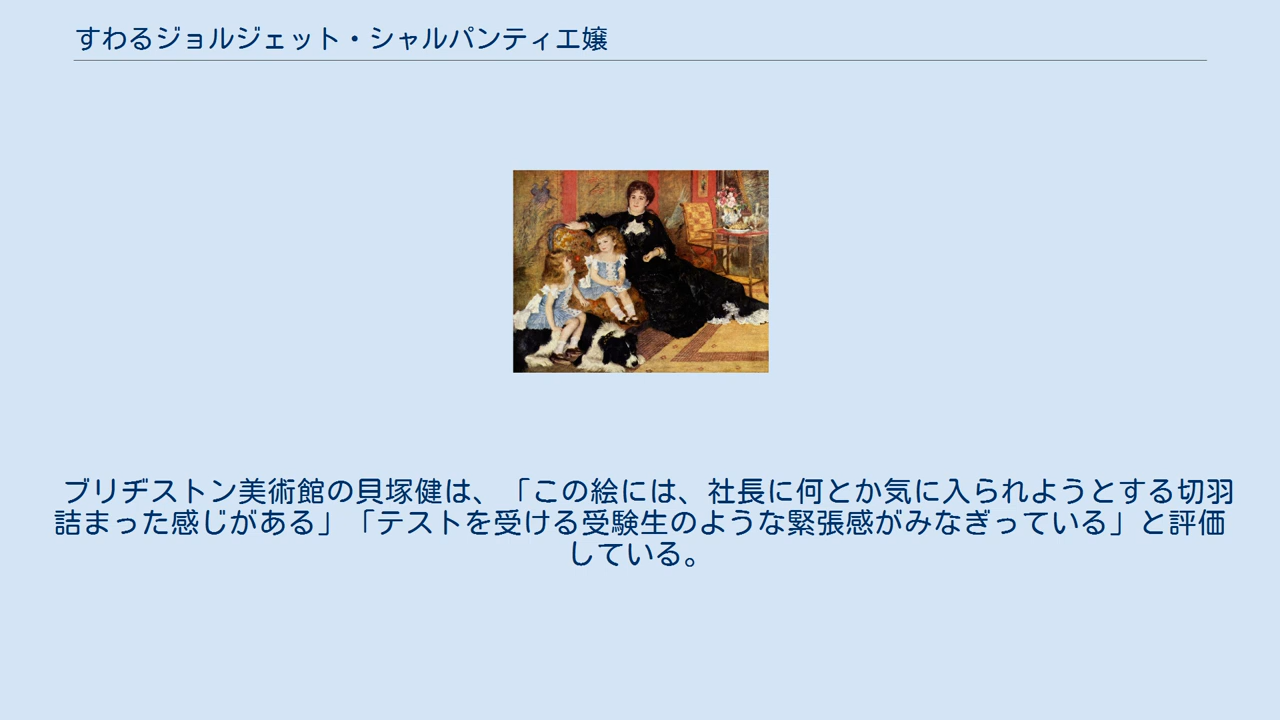 すわるジョルジェット・シャルパンティエ嬢
ブリヂストン美術館の貝塚健は、「この絵には、社長に何とか気に入られようとする切羽
詰まった感じがある」「テストを受ける受験生のような緊張感がみなぎっている」と評価
している。